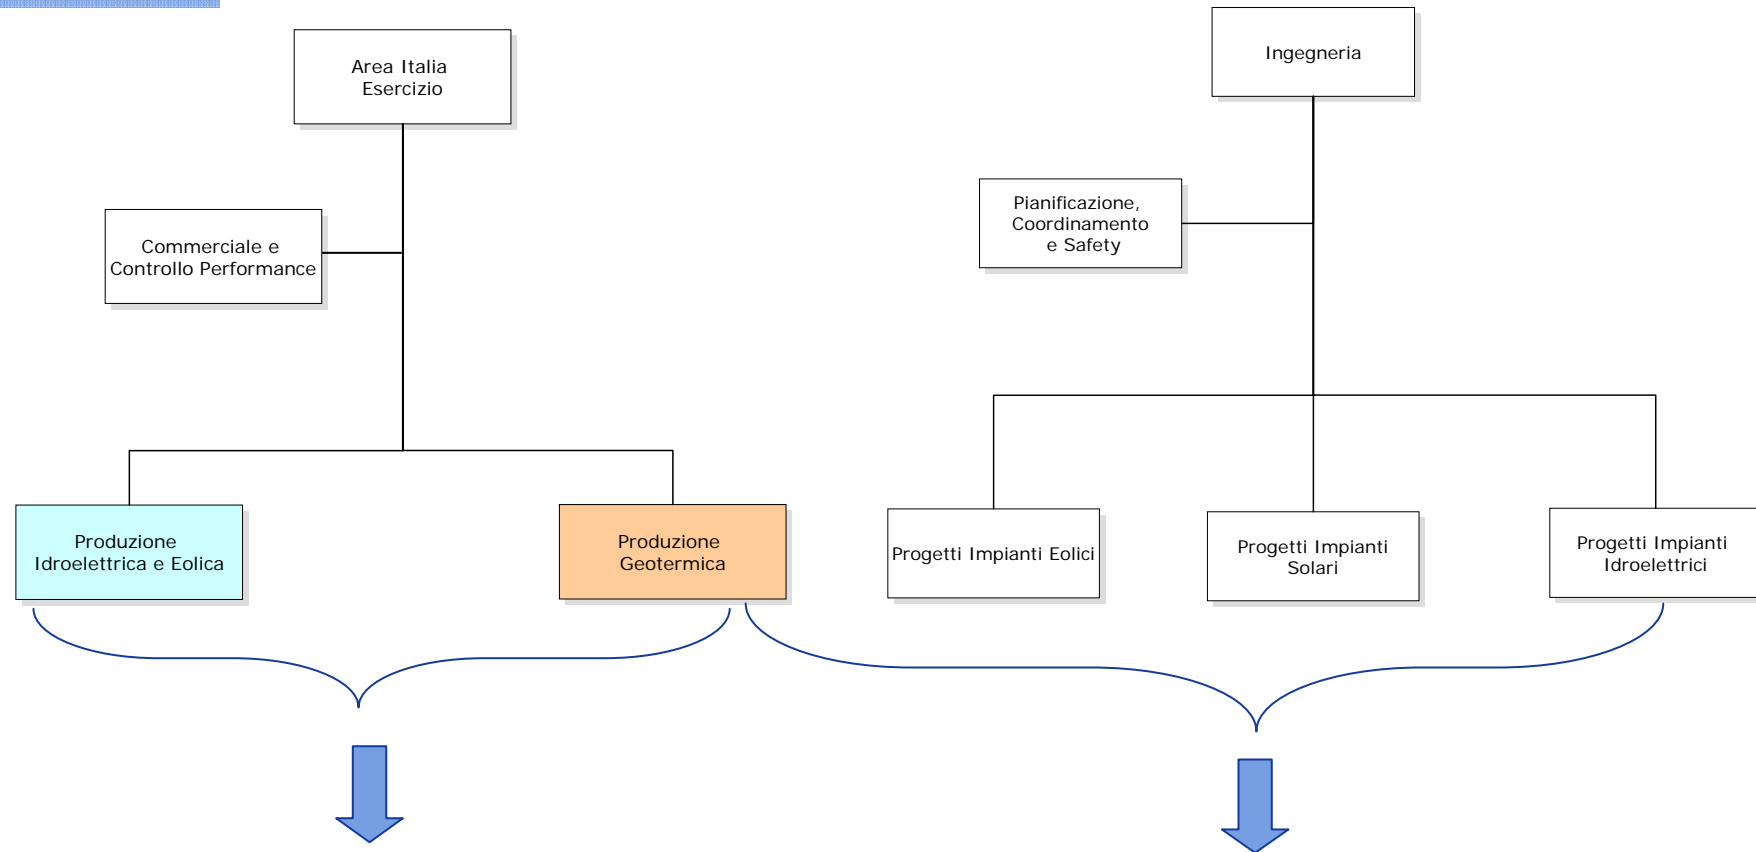 Area Italia
Esercizio
Commerciale e
Controllo Performance
Produzione
Idroelettrica e Eolica
Produzione
Geotermica
Ingegneria
Pianificazione,
Coordinamento
e Safety
Progetti Impianti Eolici
Progetti Impianti
Solari
Progetti Impianti
Idroelettrici